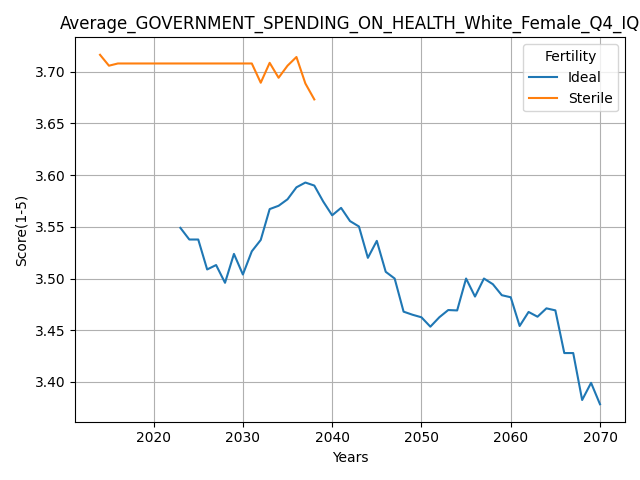 Average_GOVERNMENT_SPENDING_ON_HEALTH_White_Female_Q4_IQ
Fertility
Ideal
Sterile
Score(1-5)
3.70
3.65
3.60
3.55
3.50
3.45
3.40
2020 2030 2040 2050 2060 2070
Years